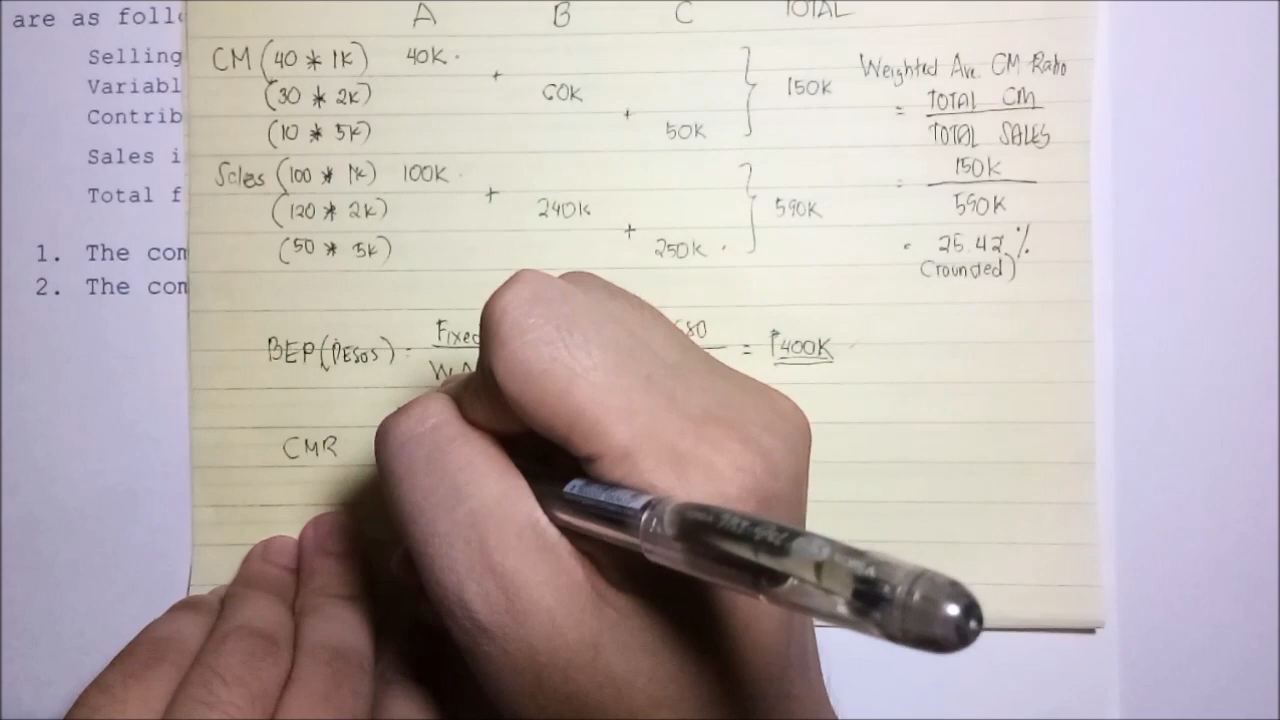 are as foll
A B C TOTAL
Selling
CM (40 * 1K) 40K
Variabl
(30 * 2K) + 60K 150K
Contrib
(10 * 5K) + 50K
Weighted Ave. CM Ratio
= TOTAL CM
TOTAL SALES
Sales i
Sales (100 * 1K) 100K
= 150K
590K
Total f
(120 * 2K) + 240K 590K
(50 * 5K) + 250K
= 25.42%
(rounded)
1. The com
2. The com
BEP (PESOS) = Fixed 680 = ₱400K
CMR